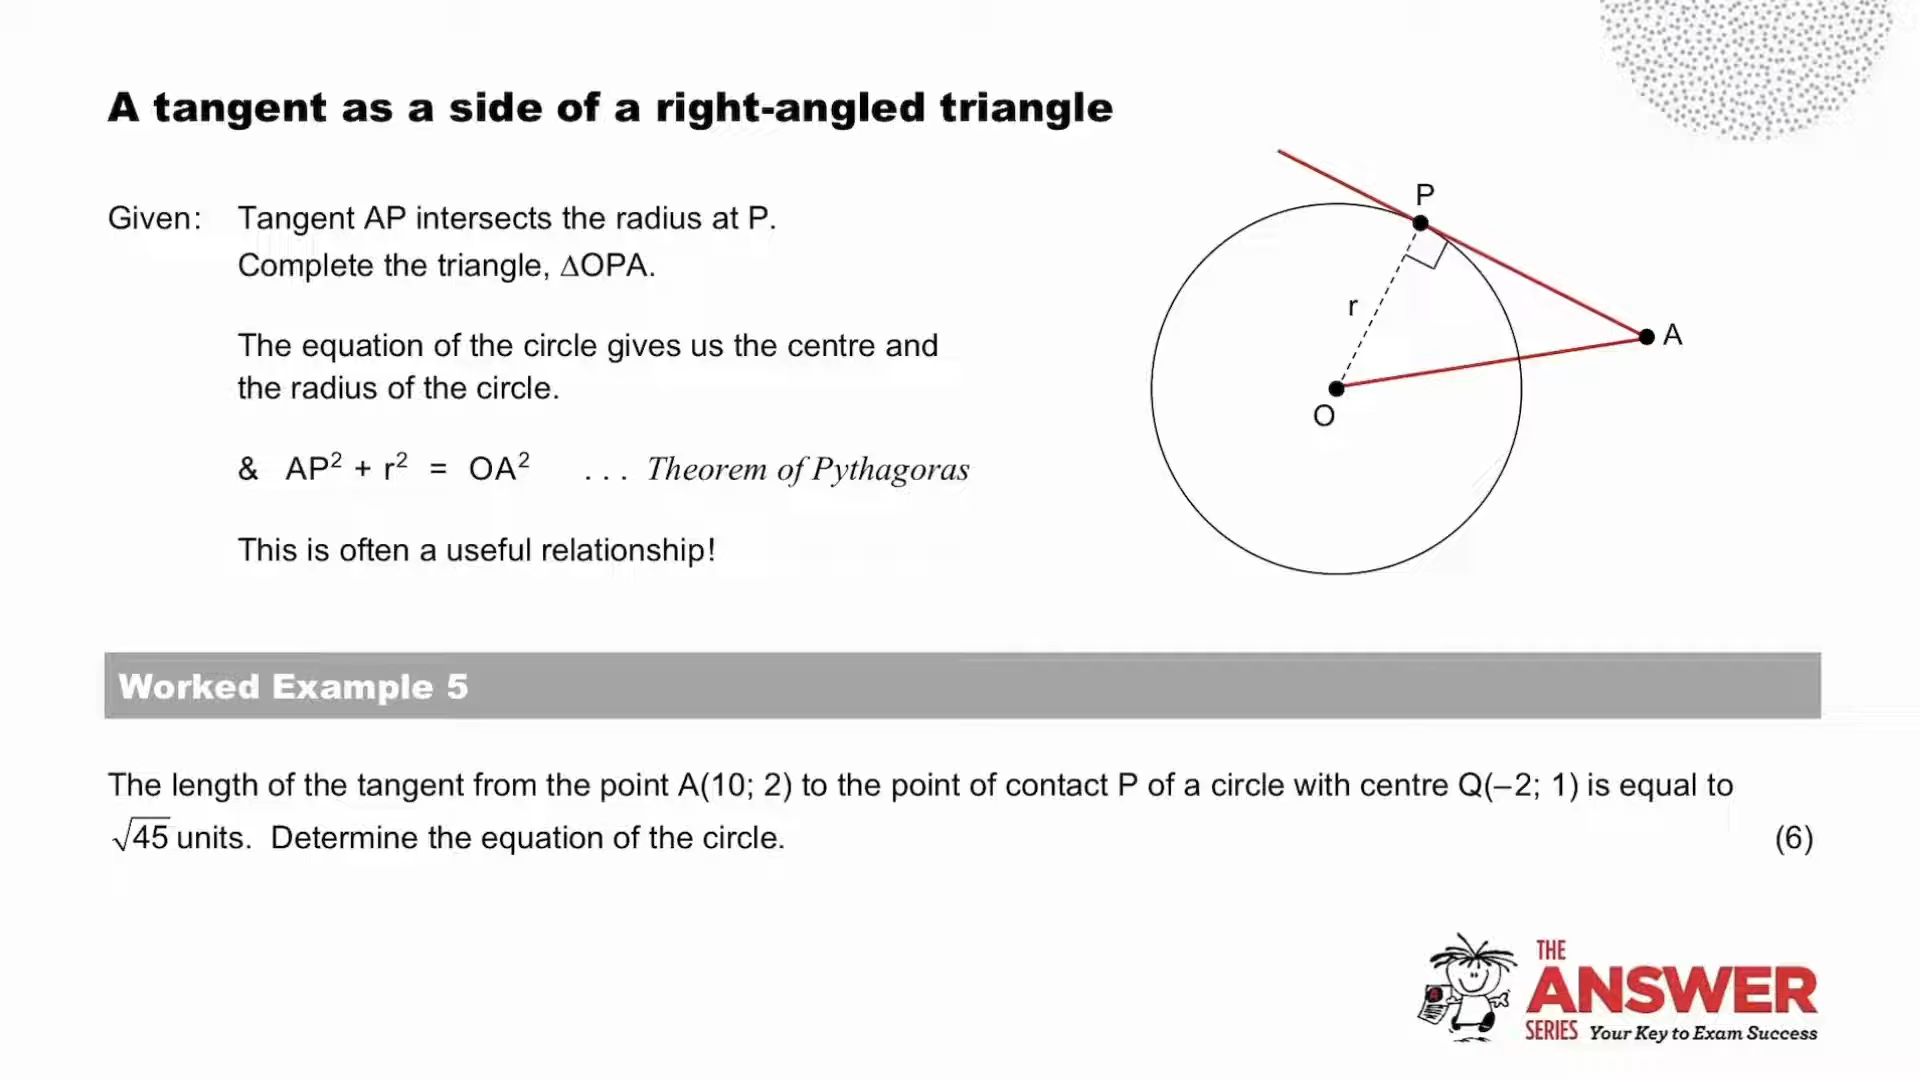 A tangent as a side of a right-angled triangle
Given: Tangent AP intersects the radius at P.
Complete the triangle, ΔOPA.
The equation of the circle gives us the centre and
the radius of the circle.
& AP² + r² = OA² . . . Theorem of Pythagoras
This is often a useful relationship!
P
r
A
O
Worked Example 5
The length of the tangent from the point A(10; 2) to the point of contact P of a circle with centre Q(–2; 1) is equal to
√45 units. Determine the equation of the circle. (6)
THE
ANSWER
SERIES Your Key to Exam Success